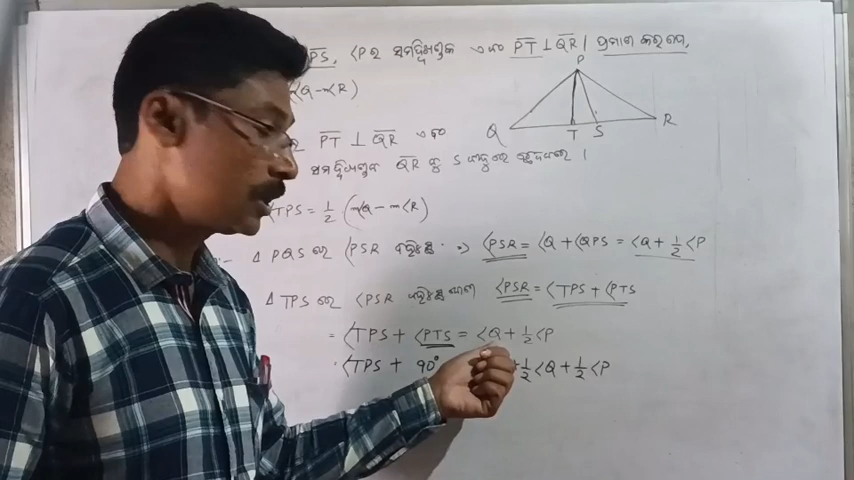 PS, <P ର ସମଦ୍ଵିଖଣ୍ଡକ ଏବଂ PT ⊥ QR । ପ୍ରମାଣ କର ଯେ,
<Q - m<R)
P
Q T S R
PT ⊥ QR ଏବଂ
ସମଦ୍ଵିଖଣ୍ଡକ QR କୁ S ବିନ୍ଦୁରେ
<TPS = 1/2 (m<Q - m<R)
Δ PQS ରେ <PSR ବହିଃସ୍ଥ ⇒ <PSR = <Q + <QPS = <Q + 1/2 <P
Δ TPS ରେ <PSR ବହିଃସ୍ଥ <PSR = <TPS + <PTS
= <TPS + <PTS = <Q + 1/2 <P
<TPS + 90° + 1/2 <Q + 1/2 <P